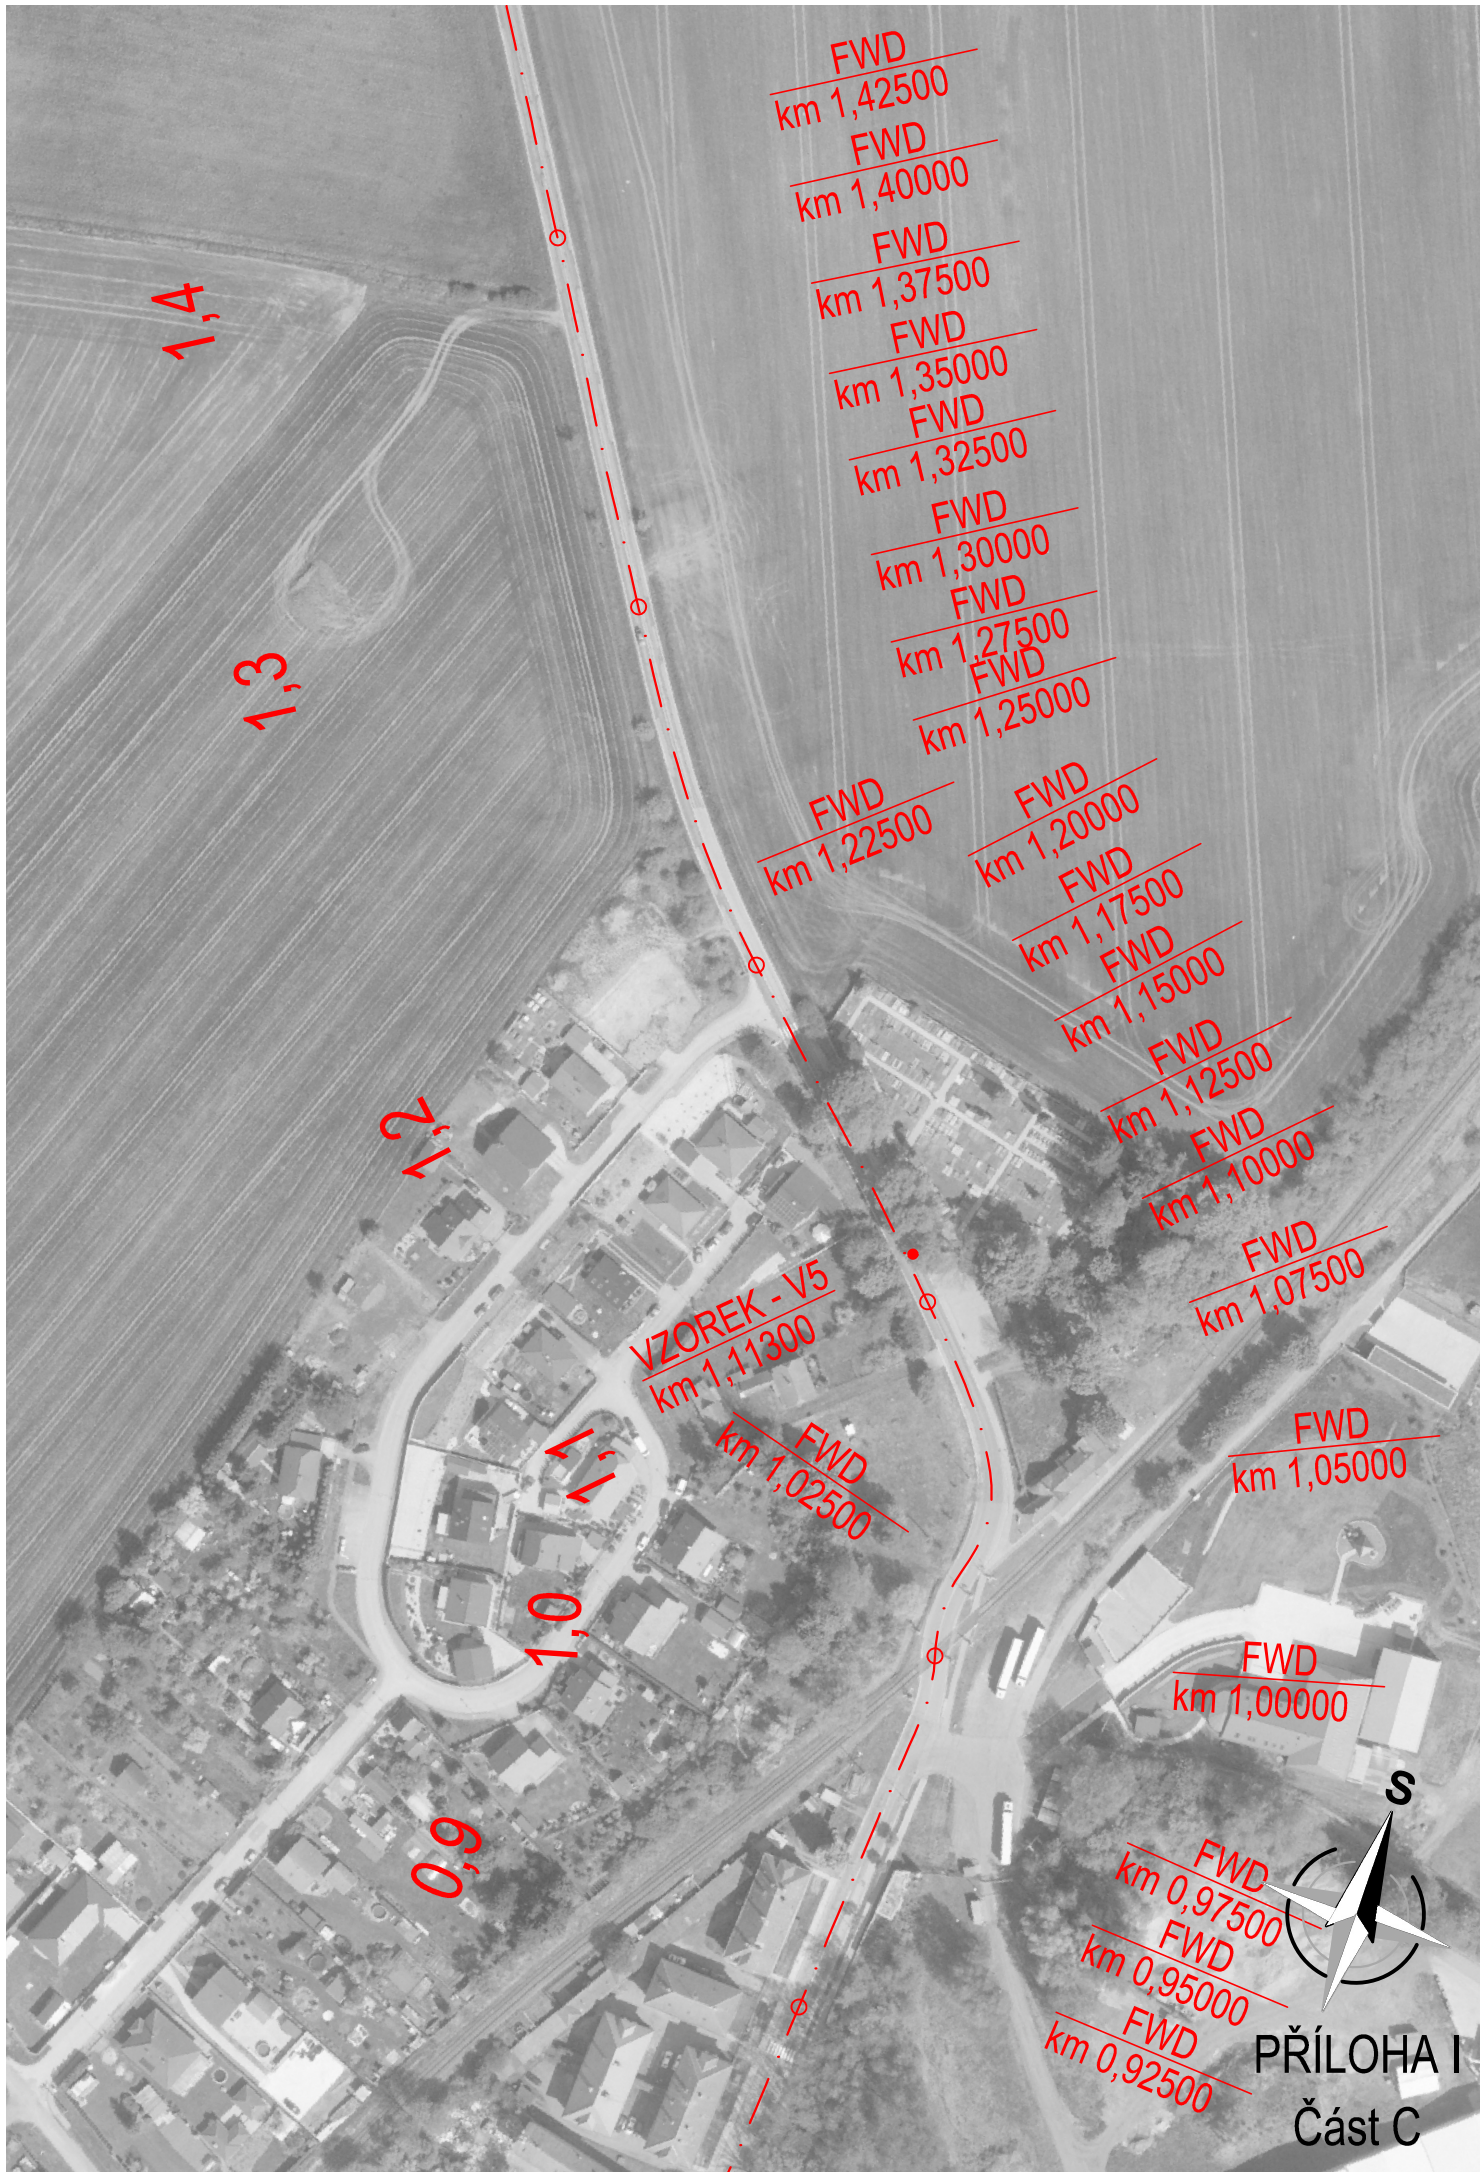 FWD
km 1,42500
FWD
km 1,40000
FWD
km 1,37500
1,4
FWD
km 1,35000
FWD
km 1,32500
FWD
km 1,30000
FWD
km 1,27500
1,3
FWD
km 1,25000
FWD
km 1,22500
FWD
km 1,20000
FWD
km 1,17500
FWD
km 1,15000
FWD
km 1,12500
1,2
FWD
km 1,10000
FWD
km 1,07500
VZOREK - V5
km 1,11300
FWD
km 1,02500
FWD
km 1,05000
1,1
1,0
FWD
km 1,00000
S
0,9
FWD
km 0,97500
FWD
km 0,95000
FWD
km 0,92500
PŘÍLOHA I
Část C